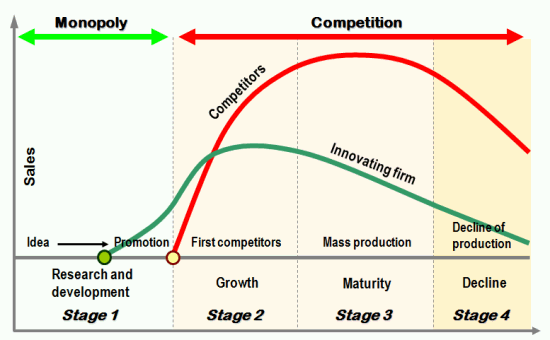 Monopoly
Competition
Sales
Competitors
Innovating firm
Idea
Promotion
First competitors
Mass production
Decline of
production
Research and
development
Growth
Maturity
Decline
Stage 1
Stage 2
Stage 3
Stage 4